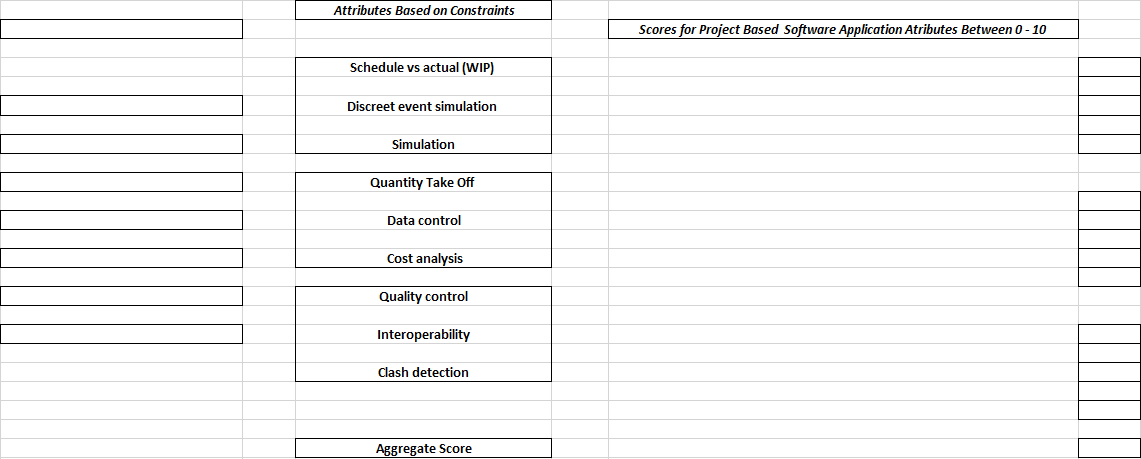 Attributes Based on Constraints
Scores for Project Based Software Application Atributes Between 0 - 10
Schedule vs actual (WIP)
Discreet event simulation
Simulation
Quantity Take Off
Data control
Cost analysis
Quality control
Interoperability
Clash detection
Aggregate Score